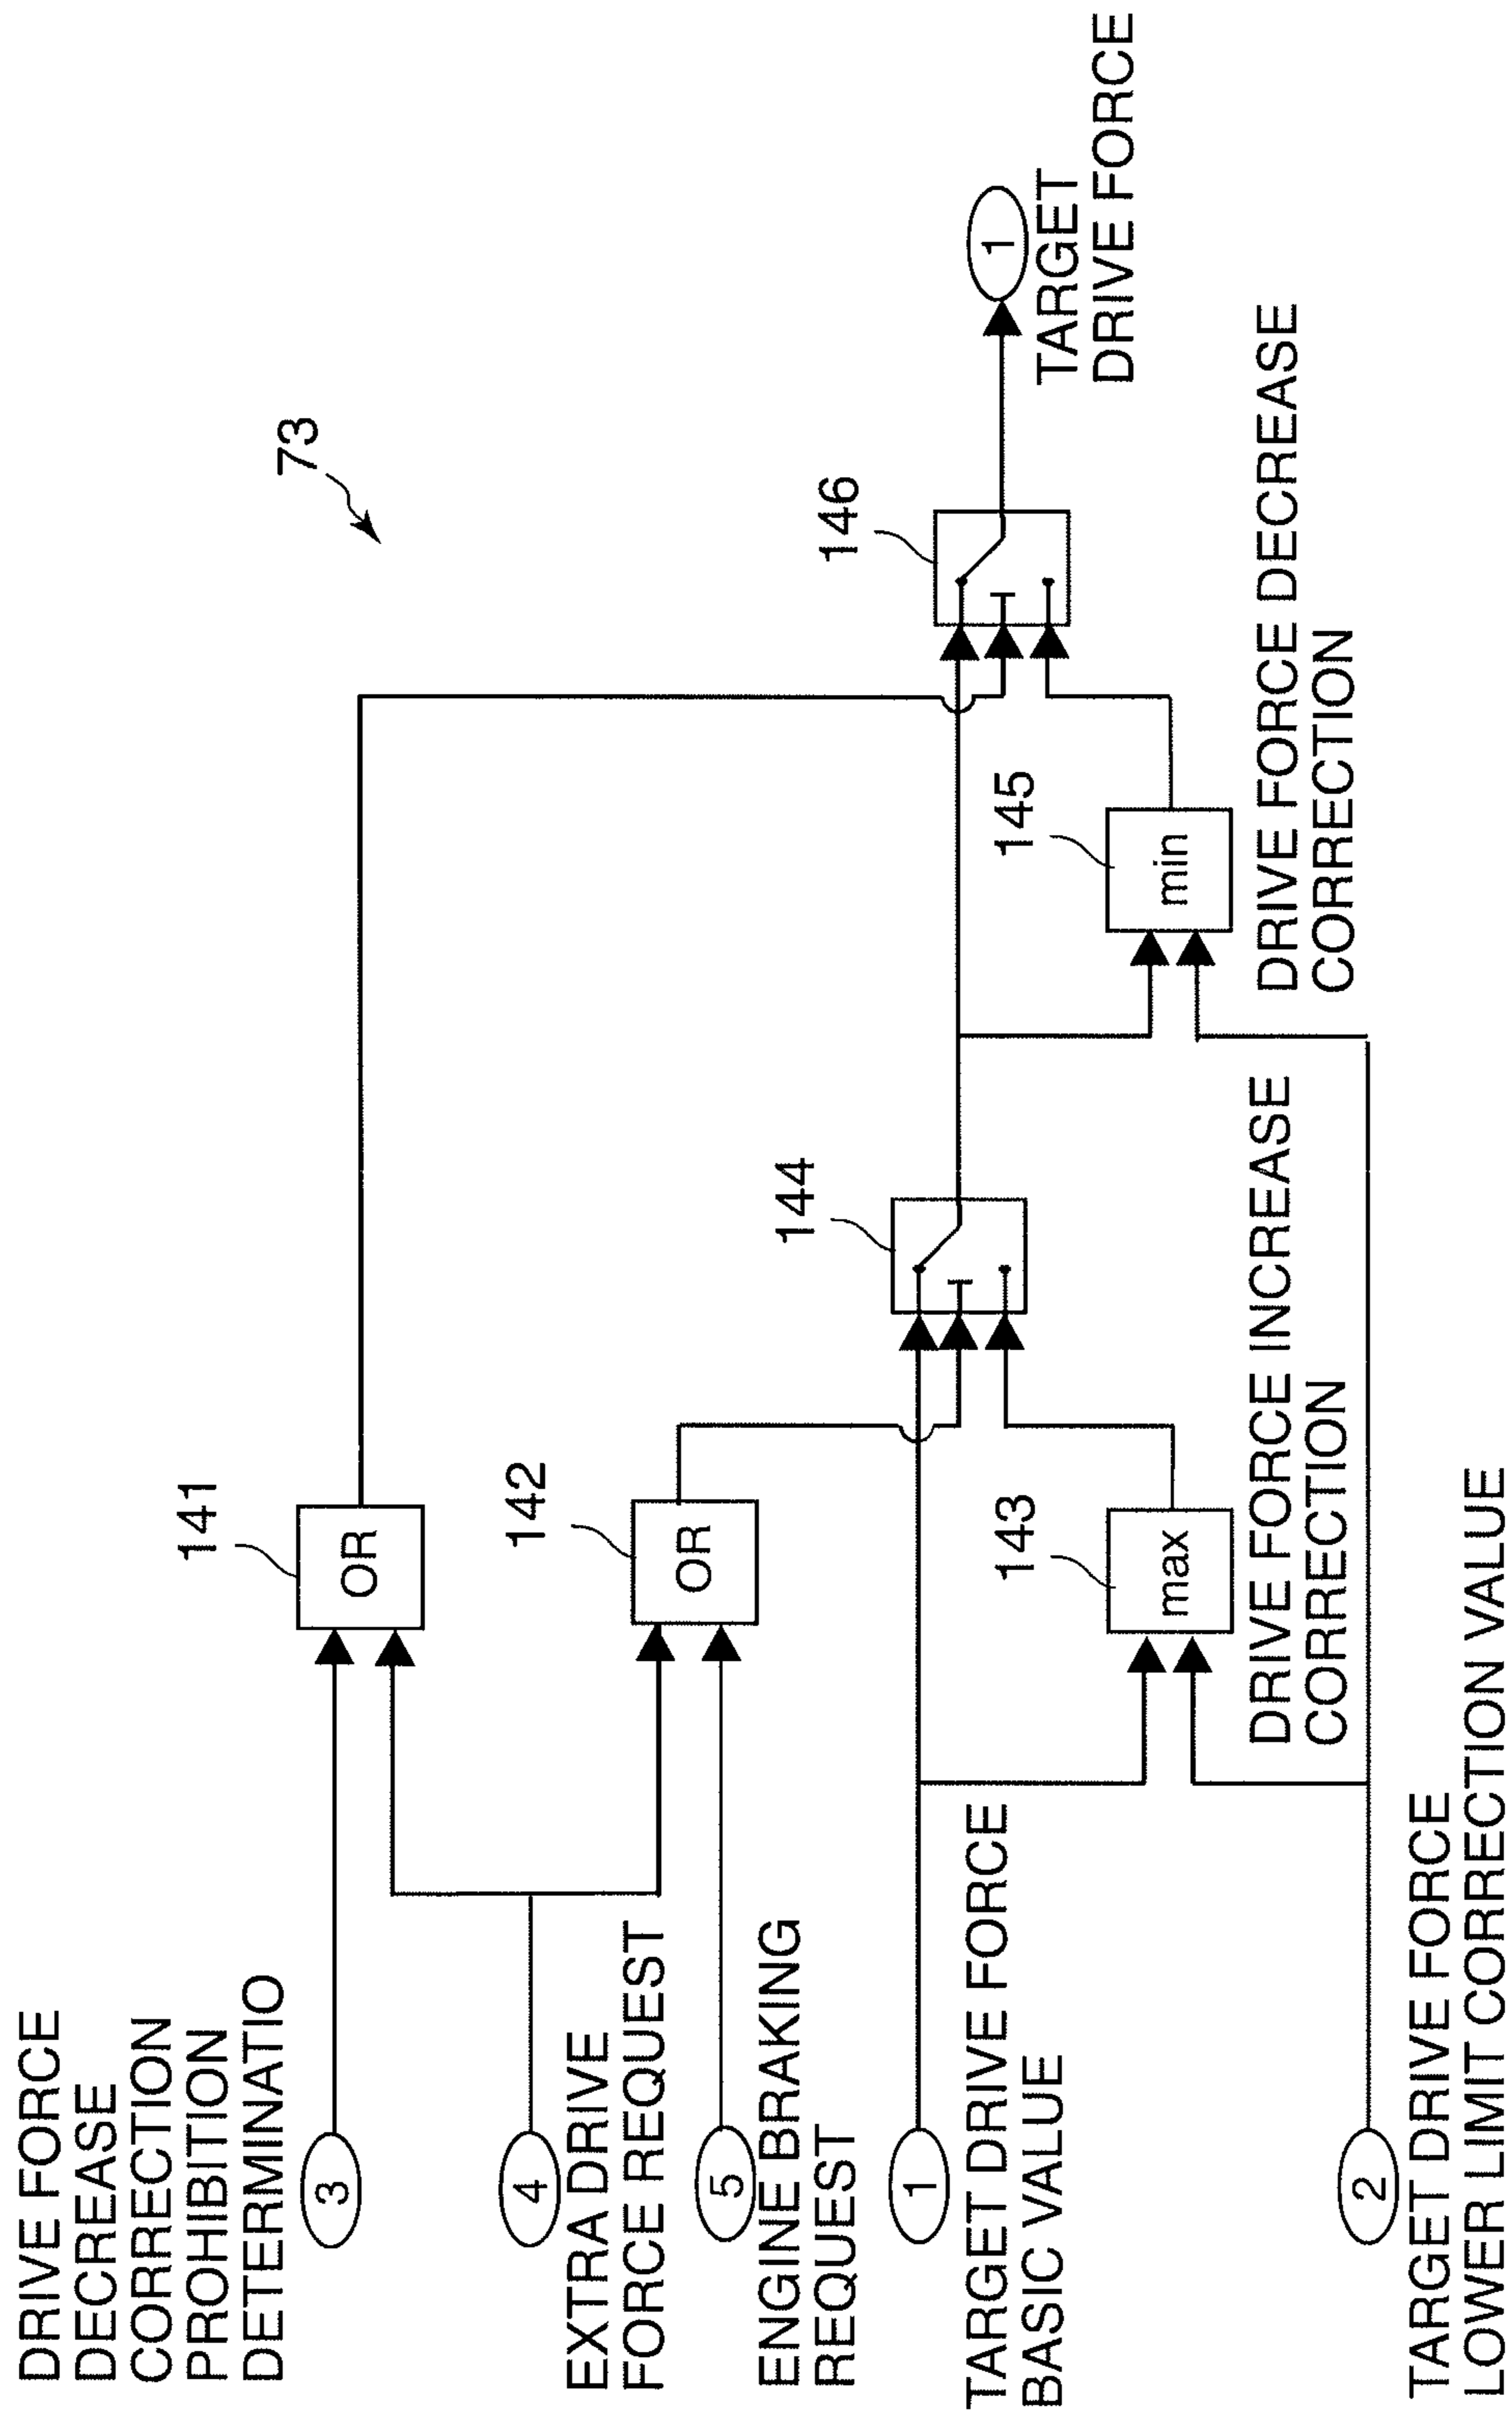 73
DRIVE FORCE
DECREASE
CORRECTION
PROHIBITION
DETERMINATIO
3
141
OR
4
EXTRA DRIVE
FORCE REQUEST
142
OR
5
ENGINE BRAKING
REQUEST
144
146
1
TARGET
DRIVE FORCE
1
TARGET DRIVE FORCE
BASIC VALUE
143
max
DRIVE FORCE INCREASE
CORRECTION
145
min
DRIVE FORCE DECREASE
CORRECTION
2
TARGET DRIVE FORCE
LOWER LIMIT CORRECTION VALUE